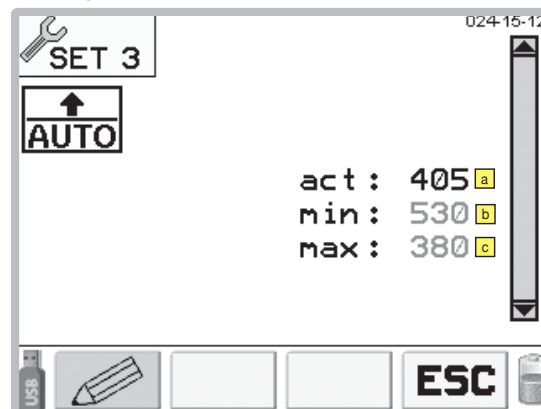 024-15-12
SET 3
AUTO
act: 405 a
min: 530 b
max: 380 c
USB
ESC